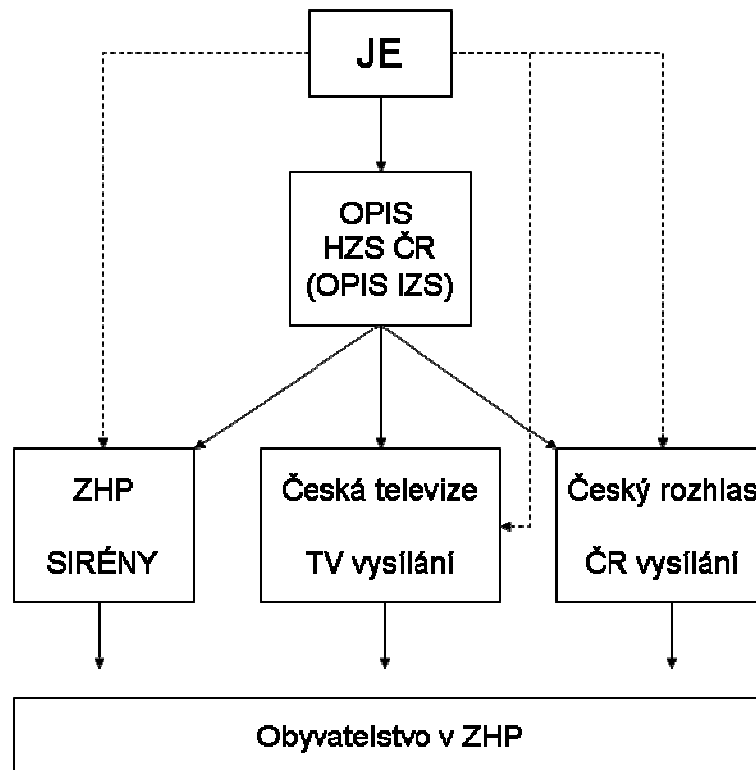 JE
OPIS
HZS ČR
(OPIS IZS)
ZHP
SIRÉNY
Česká televize
TV vysílání
Český rozhlas
ČR vysílání
Obyvatelstvo v ZHP